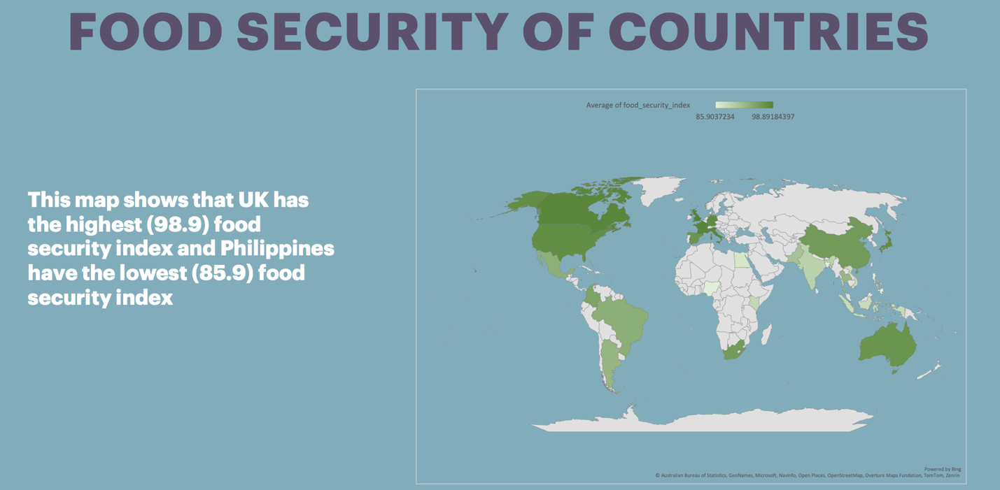 FOOD SECURITY OF COUNTRIES
Average of food_security_index
85.9037234 98.89184397
This map shows that UK has
the highest (98.9) food
security index and Philippines
have the lowest (85.9) food
security index
Powered by Bing
© Australian Bureau of Statistics, GeoNames, Microsoft, Navinfo, Open Places, OpenStreetMap, Overture Maps Fundation, TomTom, Zenrin